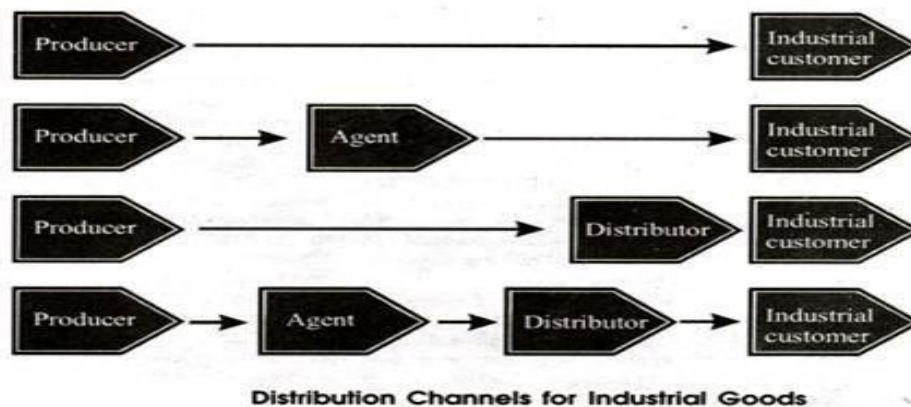 Producer
Industrial
customer
Producer
Agent
Industrial
customer
Producer
Distributor
Industrial
customer
Producer
Agent
Distributor
Industrial
customer
Distribution Channels for Industrial Goods